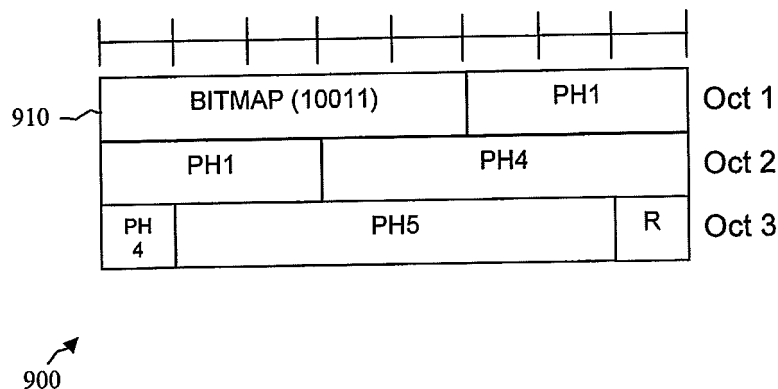 BITMAP (10011) PH1 Oct 1
910
PH1 PH4 Oct 2
PH
4 PH5 R Oct 3
900